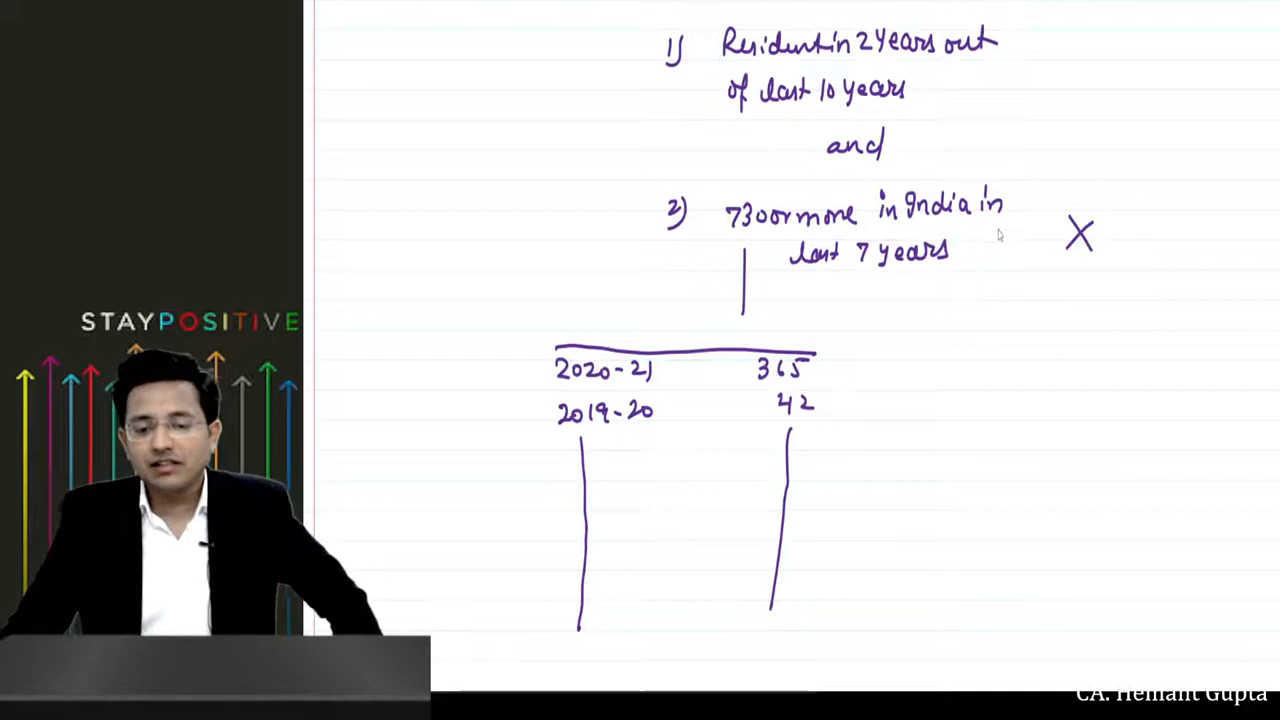 1) Resident in 2 Years out
of last 10 years
and
2) 730 or more in India in
last 7 years
X
STAYPOSITIVE
2020-21 365
2019-20 42
CA. Hemant Gupta